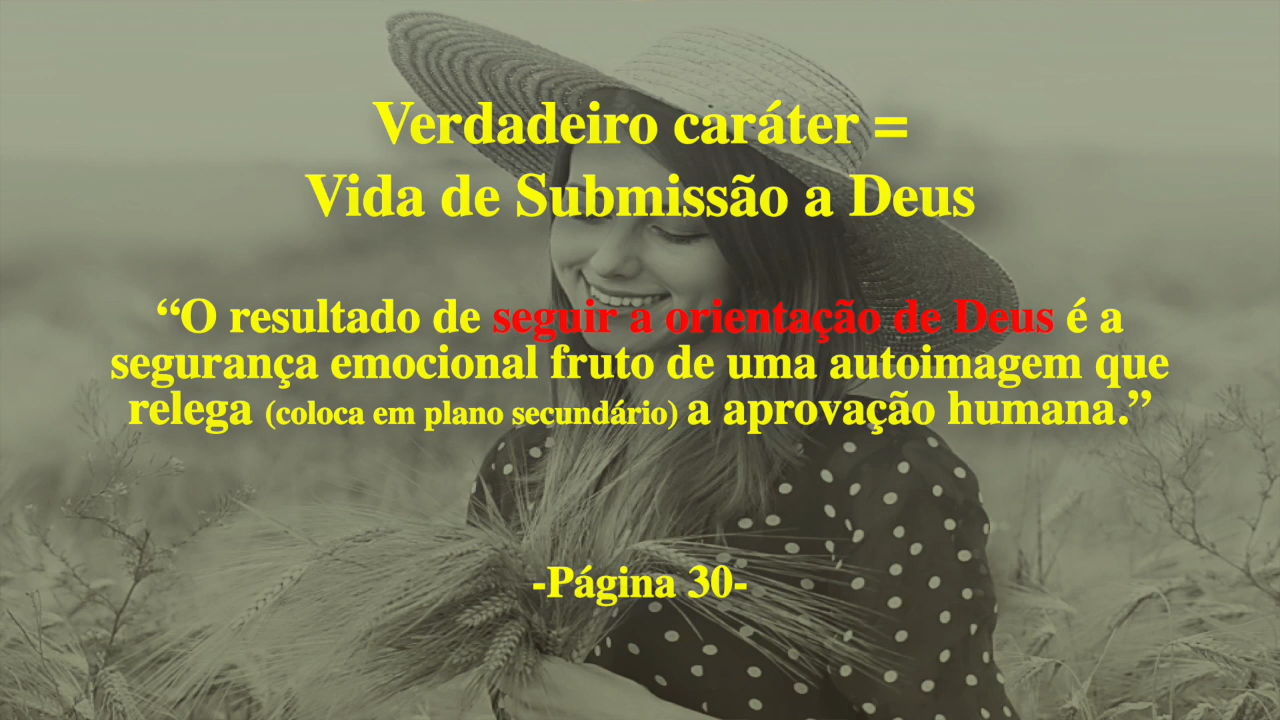 Verdadeiro caráter =
Vida de Submissão a Deus
“O resultado de seguir a orientação de Deus é a
segurança emocional fruto de uma autoimagem que
relega (coloca em plano secundário) a aprovação humana.”
-Página 30-